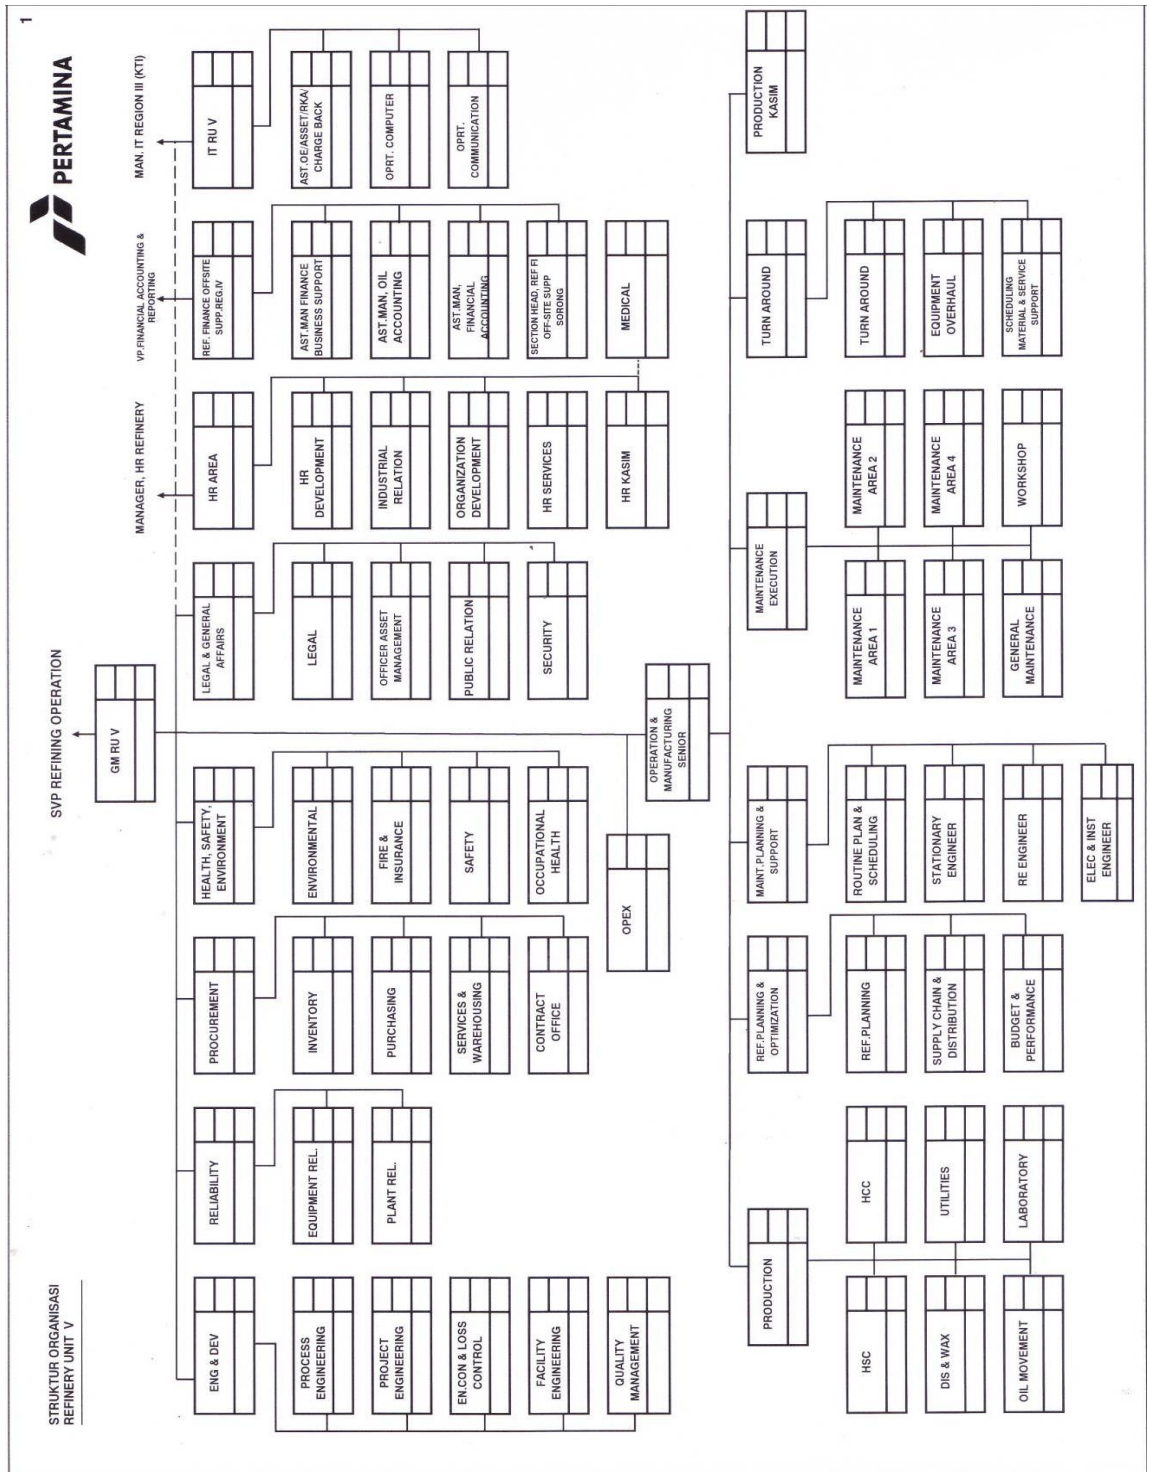 STRUKTUR ORGANISASI
REFINERY UNIT V
SVP REFINING OPERATION
PERTAMINA
1
GM RU V
MANAGER, HR REFINERY
VP.FINANCIAL ACCOUNTING &
REPORTING
MAN. IT REGION III (KTI)
ENG & DEV
RELIABILITY
PROCUREMENT
HEALTH, SAFETY,
ENVIRONMENT
LEGAL & GENERAL
AFFAIRS
HR AREA
REF. FINANCE OFFSITE
SUPP.REG.IV
IT RU V
PROCESS
ENGINEERING
EQUIPMENT REL.
INVENTORY
ENVIRONMENTAL
LEGAL
HR
DEVELOPMENT
AST.MAN FINANCE
BUSINESS SUPPORT
AST.OE/ASSET/RKA/
CHARGE BACK
PROJECT
ENGINEERING
PLANT REL.
PURCHASING
FIRE &
INSURANCE
OFFICER ASSET
MANAGEMENT
INDUSTRIAL
RELATION
AST.MAN, OIL
ACCOUNTING
OPRT. COMPUTER
EN.CON & LOSS
CONTROL
SERVICES &
WAREHOUSING
SAFETY
PUBLIC RELATION
ORGANIZATION
DEVELOPMENT
AST.MAN,
FINANCIAL
ACCOUNTING
OPRT.
COMMUNICATION
FACILITY
ENGINEERING
CONTRACT
OFFICE
OCCUPATIONAL
HEALTH
SECURITY
HR SERVICES
SECTION HEAD, REF FI
OFF-SITE SUPP
SORONG
QUALITY
MANAGEMENT
OPEX
HR KASIM
MEDICAL
OPERATION &
MANUFACTURING
SENIOR
PRODUCTION
REF.PLANNING &
OPTIMIZATION
MAINT.PLANNING &
SUPPORT
MAINTENANCE
EXECUTION
TURN AROUND
PRODUCTION
KASIM
HSC
HCC
REF.PLANNING
ROUTINE PLAN &
SCHEDULING
MAINTENANCE
AREA 1
MAINTENANCE
AREA 2
TURN AROUND
DIS & WAX
UTILITIES
SUPPLY CHAIN &
DISTRIBUTION
STATIONARY
ENGINEER
MAINTENANCE
AREA 3
MAINTENANCE
AREA 4
EQUIPMENT
OVERHAUL
OIL MOVEMENT
LABORATORY
BUDGET &
PERFORMANCE
RE ENGINEER
GENERAL
MAINTENANCE
WORKSHOP
SCHEDULING
MATERIAL & SERVICE
SUPPORT
ELEC & INST
ENGINEER